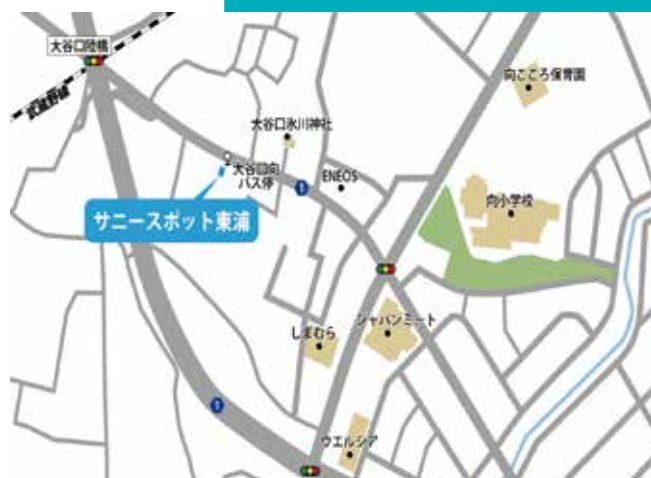 大谷口陸橋
武蔵野線
向こころ保育園
大谷口氷川神社
大谷口向
バス停
ENEOS
1
向小学校
サニースポット東浦
しまむら
ジャパンミート
1
ウエルシア